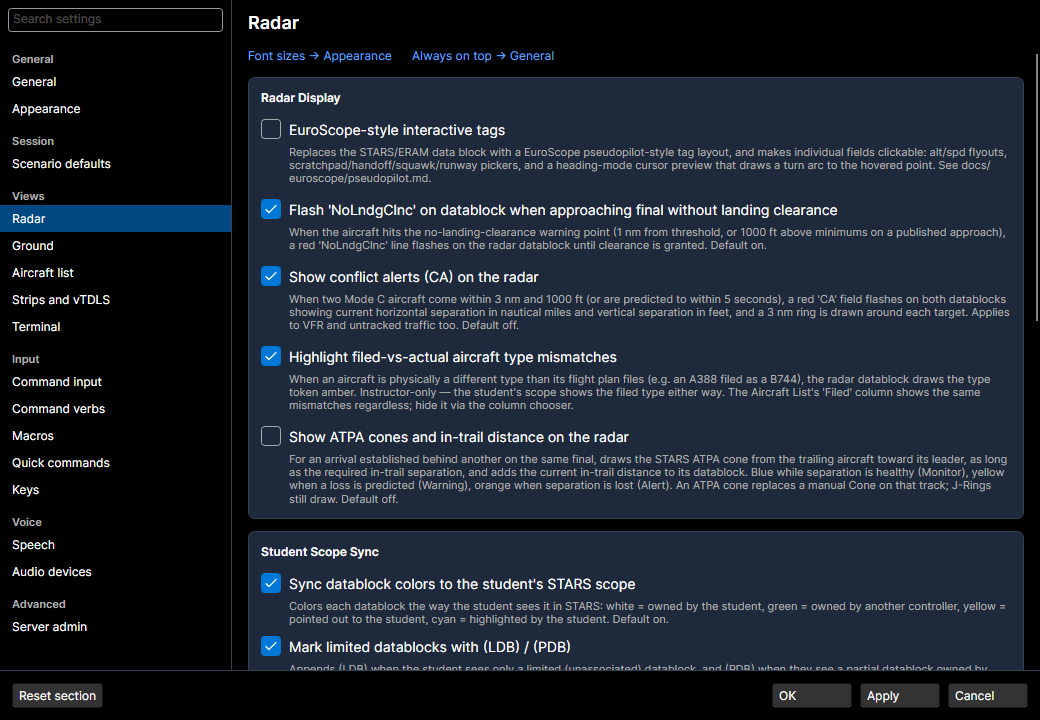 Search settings
General
General
Appearance
Session
Scenario defaults
Views
Radar
Ground
Aircraft list
Strips and vTDLS
Terminal
Input
Command input
Command verbs
Macros
Quick commands
Keys
Voice
Speech
Audio devices
Advanced
Server admin
Radar
Font sizes → Appearance Always on top → General
Radar Display
EuroScope-style interactive tags
Replaces the STARS/ERAM data block with a EuroScope pseudopilot-style tag layout, and makes individual fields clickable: alt/spd flyouts,
scratchpad/handoff/squawk/runway pickers, and a heading-mode cursor preview that draws a turn arc to the hovered point. See docs/
euroscope/pseudopilot.md.
Flash 'NoLndgClnc' on datablock when approaching final without landing clearance
When the aircraft hits the no-landing-clearance warning point (1 nm from threshold, or 1000 ft above minimums on a published approach),
a red 'NoLndgClnc' line flashes on the radar datablock until clearance is granted. Default on.
Show conflict alerts (CA) on the radar
When two Mode C aircraft come within 3 nm and 1000 ft (or are predicted to within 5 seconds), a red 'CA' field flashes on both datablocks
showing current horizontal separation in nautical miles and vertical separation in feet, and a 3 nm ring is drawn around each target. Applies
to VFR and untracked traffic too. Default off.
Highlight filed-vs-actual aircraft type mismatches
When an aircraft is physically a different type than its flight plan files (e.g. an A388 filed as a B744), the radar datablock draws the type
token amber. Instructor-only — the student's scope shows the filed type either way. The Aircraft List's 'Filed' column shows the same
mismatches regardless; hide it via the column chooser.
Show ATPA cones and in-trail distance on the radar
For an arrival established behind another on the same final, draws the STARS ATPA cone from the trailing aircraft toward its leader, as long
as the required in-trail separation, and adds the current in-trail distance to its datablock. Blue while separation is healthy (Monitor), yellow
when a loss is predicted (Warning), orange when separation is lost (Alert). An ATPA cone replaces a manual Cone on that track; J-Rings
still draw. Default off.
Student Scope Sync
Sync datablock colors to the student's STARS scope
Colors each datablock the way the student sees it in STARS: white = owned by the student, green = owned by another controller, yellow =
pointed out to the student, cyan = highlighted by the student. Default on.
Mark limited datablocks with (LDB) / (PDB)
Appends (LDB) when the student sees only a limited (unassociated) datablock, and (PDB) when they see a partial datablock owned by
Reset section
OK
Apply
Cancel